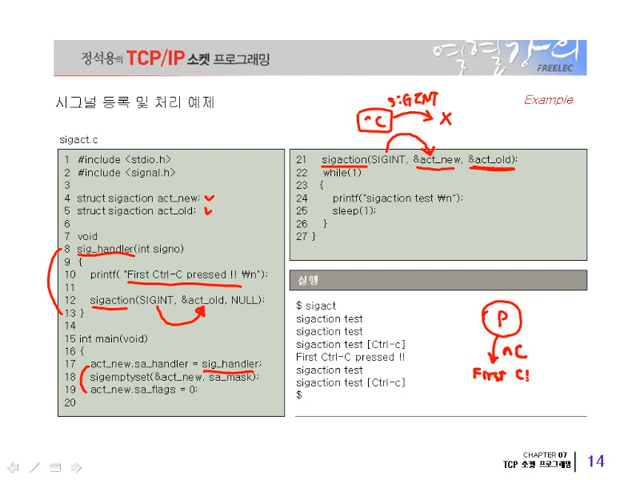 정석용의 TCP/IP 소켓 프로그래밍
열혈강의
FREELEC
시그널 등록 및 처리 예제
Example
SIGINT
^C
X
sigact.c
1 #include <stdio.h>
2 #include <signal.h>
3
4 struct sigaction act_new;
5 struct sigaction act_old;
6
7 void
8 sig_handler(int signo)
9 {
10 printf( "First Ctrl-C pressed !! ₩n");
11
12 sigaction(SIGINT, &act_old, NULL);
13 }
14
15 int main(void)
16 {
17 act_new.sa_handler = sig_handler;
18 sigemptyset(&act_new. sa_mask);
19 act_new.sa_flags = 0;
20
21 sigaction(SIGINT, &act_new, &act_old);
22 while(1)
23 {
24 printf("sigaction test ₩n");
25 sleep(1);
26 }
27 }
실행
$ sigact
sigaction test
sigaction test
sigaction test [Ctrl-c]
First Ctrl-C pressed !!
sigaction test
sigaction test [Ctrl-c]
$
P
^C
First C!
CHAPTER 07
TCP 소켓 프로그래밍
14